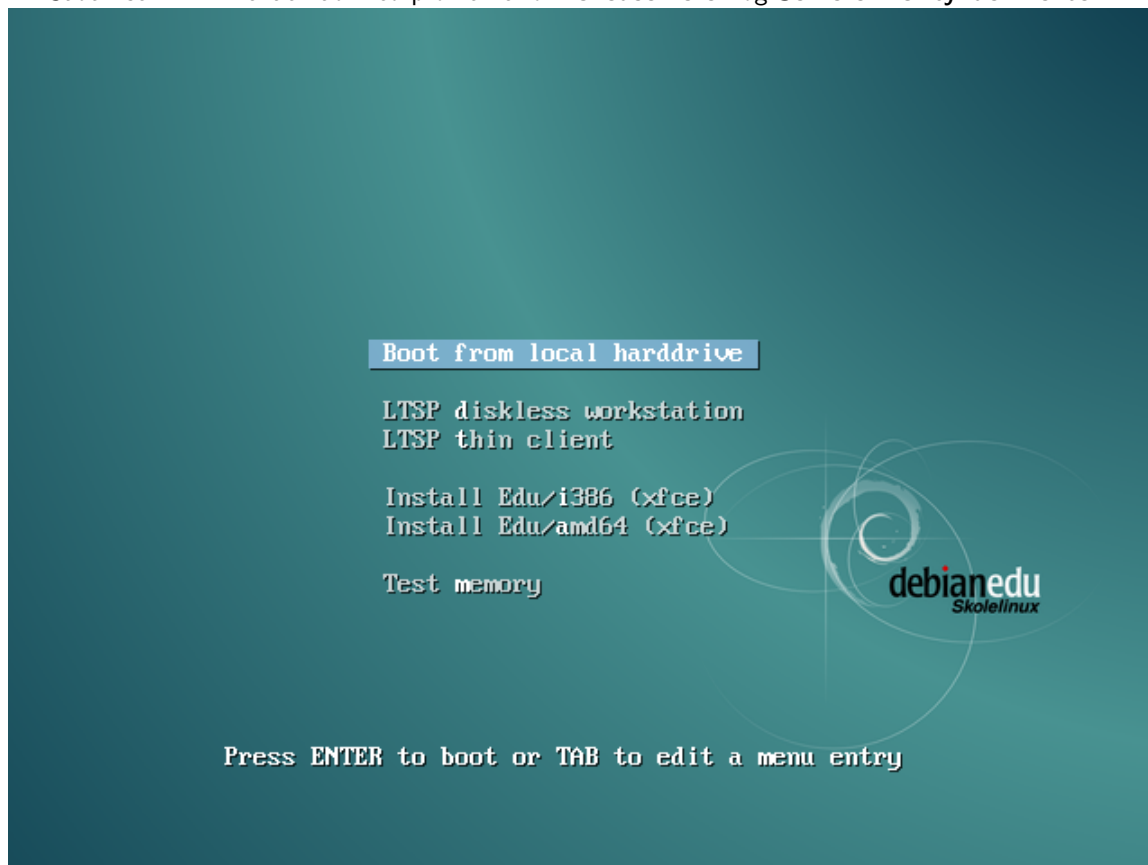 Boot from local harddrive
LTSP diskless workstation
LTSP thin client
Install Edu/i386 (xfce)
Install Edu/amd64 (xfce)
Test memory
debianedu
Skolelinux
Press ENTER to boot or TAB to edit a menu entry